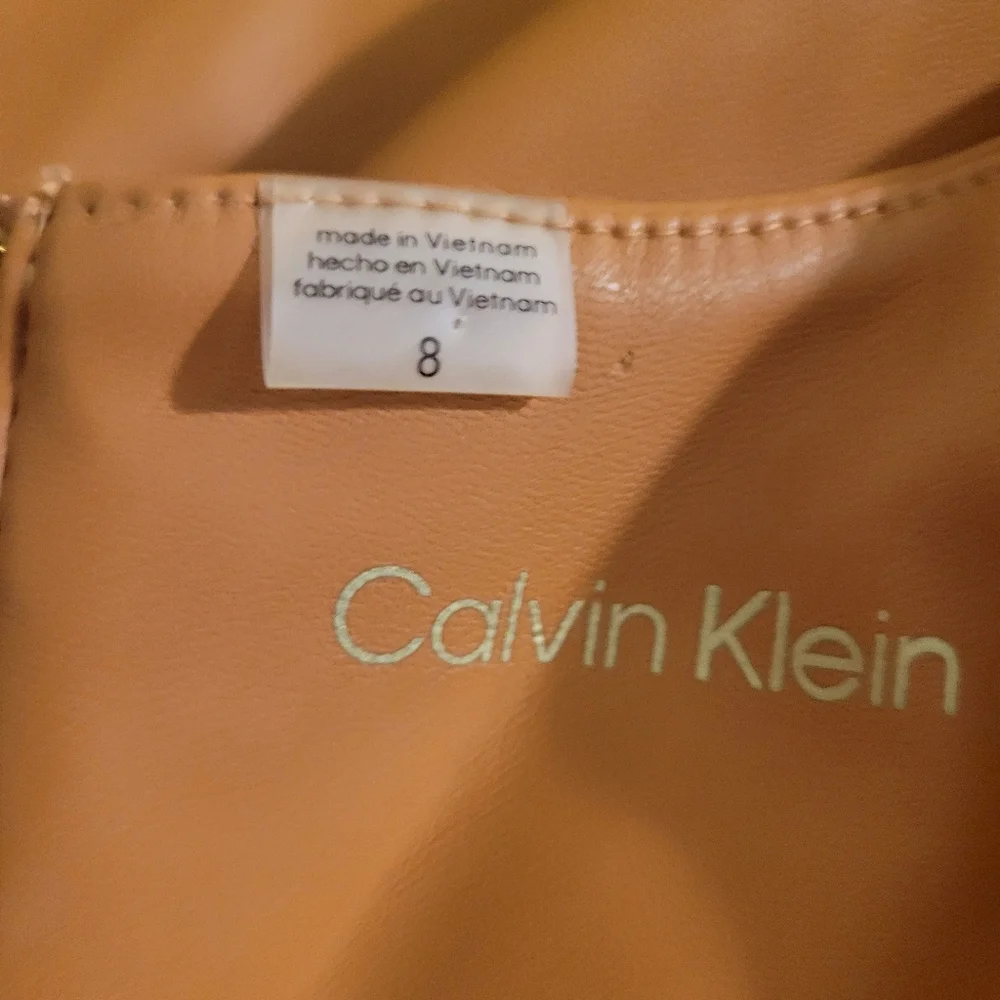 made in Vietnam
hecho en Vietnam
fabriqué au Vietnam
8
Calvin Klein